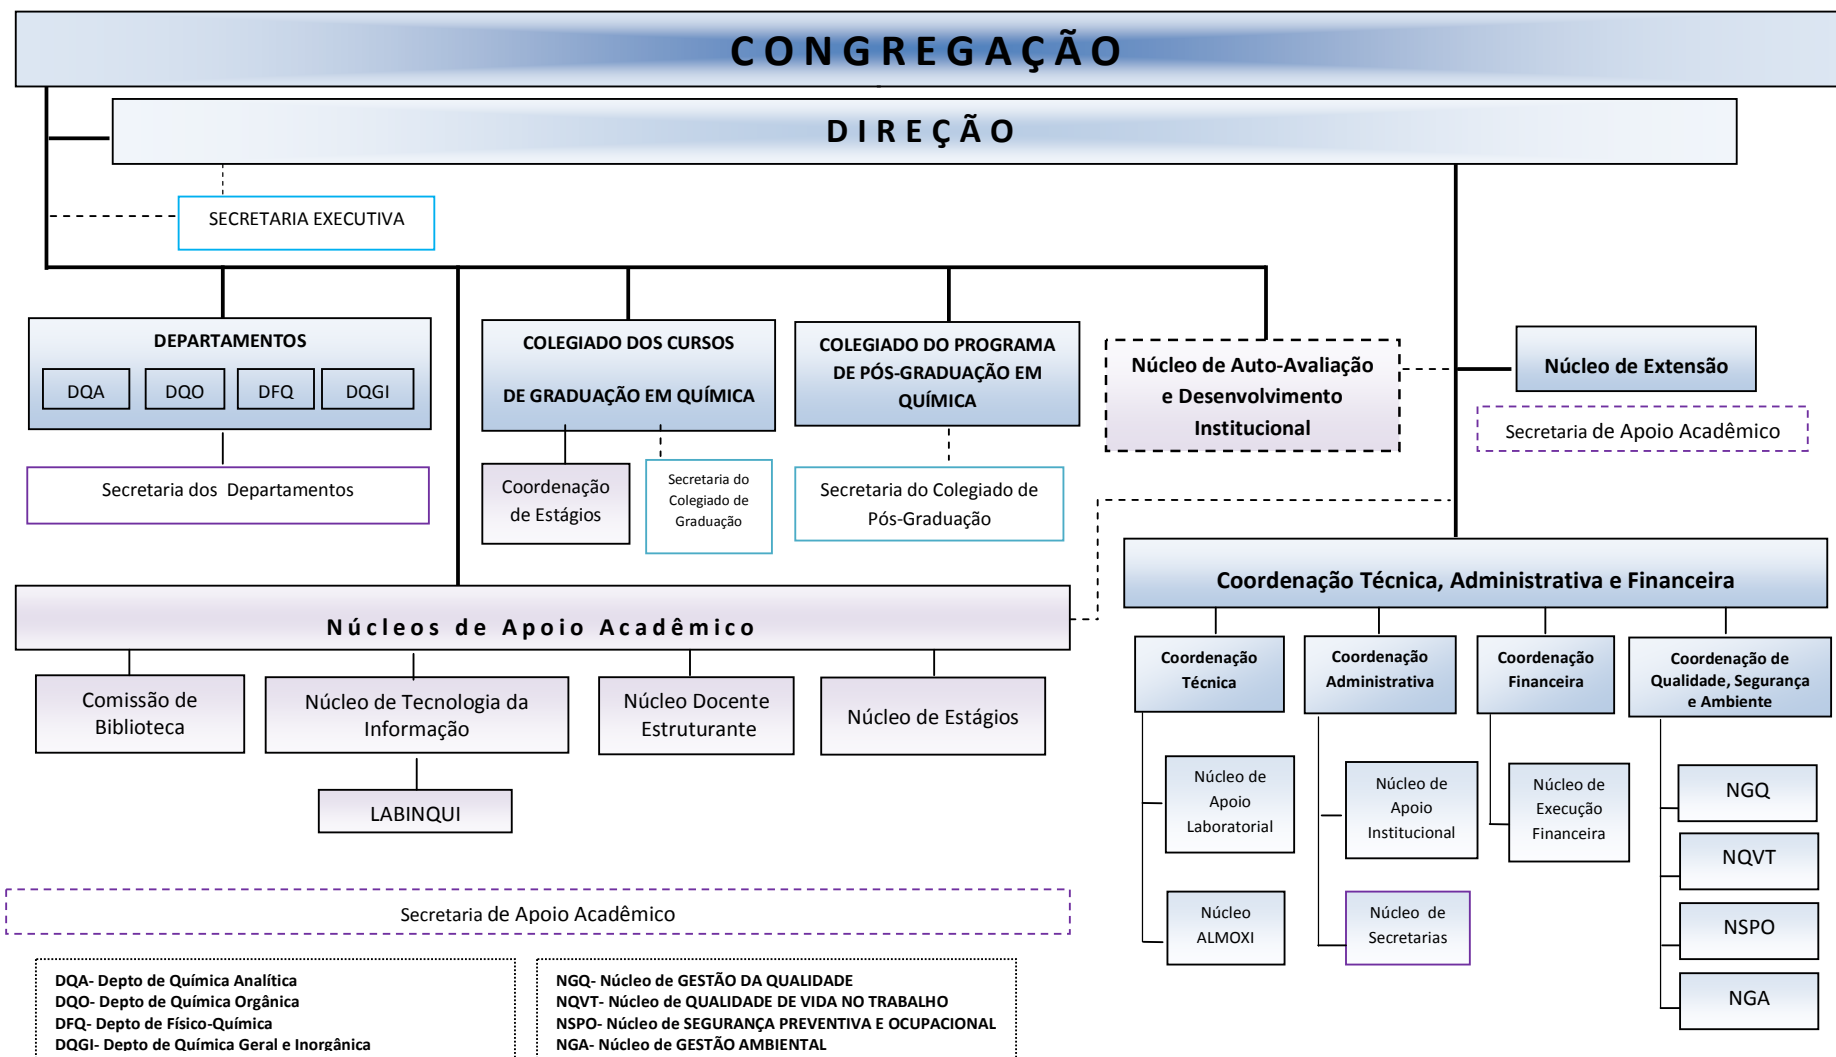 CONGREGAÇÃO
DIREÇÃO
SECRETARIA EXECUTIVA
DEPARTAMENTOS
DQA
DQO
DFQ
DQGI
Secretaria dos Departamentos
COLEGIADO DOS CURSOS
DE GRADUAÇÃO EM QUÍMICA
Coordenação
de Estágios
Secretaria do
Colegiado de
Graduação
COLEGIADO DO PROGRAMA
DE PÓS-GRADUAÇÃO EM
QUÍMICA
Secretaria do Colegiado de
Pós-Graduação
Núcleo de Auto-Avaliação
e Desenvolvimento
Institucional
Núcleo de Extensão
Secretaria de Apoio Acadêmico
Núcleos de Apoio Acadêmico
Comissão de
Biblioteca
Núcleo de Tecnologia da
Informação
LABINQUI
Núcleo Docente
Estruturante
Núcleo de Estágios
Coordenação Técnica, Administrativa e Financeira
Coordenação
Técnica
Núcleo de
Apoio
Laboratorial
Núcleo
ALMOXI
Coordenação
Administrativa
Núcleo de
Apoio
Institucional
Núcleo de
Secretarias
Coordenação
Financeira
Núcleo de
Execução
Financeira
Coordenação de
Qualidade, Segurança
e Ambiente
NGQ
NQVT
NSPO
NGA
Secretaria de Apoio Acadêmico
DQA- Depto de Química Analítica
DQO- Depto de Química Orgânica
DFQ- Depto de Físico-Química
DQGI- Depto de Química Geral e Inorgânica
NGQ- Núcleo de GESTÃO DA QUALIDADE
NQVT- Núcleo de QUALIDADE DE VIDA NO TRABALHO
NSPO- Núcleo de SEGURANÇA PREVENTIVA E OCUPACIONAL
NGA- Núcleo de GESTÃO AMBIENTAL